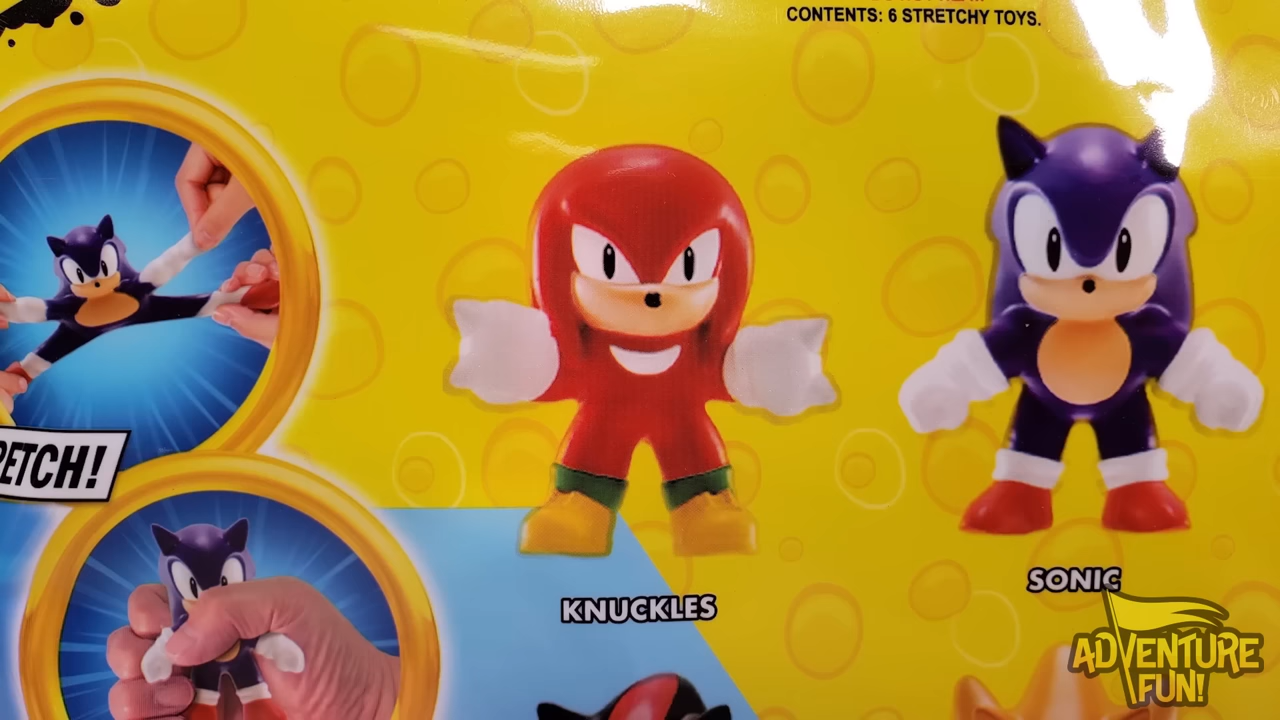 CONTENTS: 6 STRETCHY TOYS.
RETCH!
KNUCKLES
SONIC
ADVENTURE
FUN!